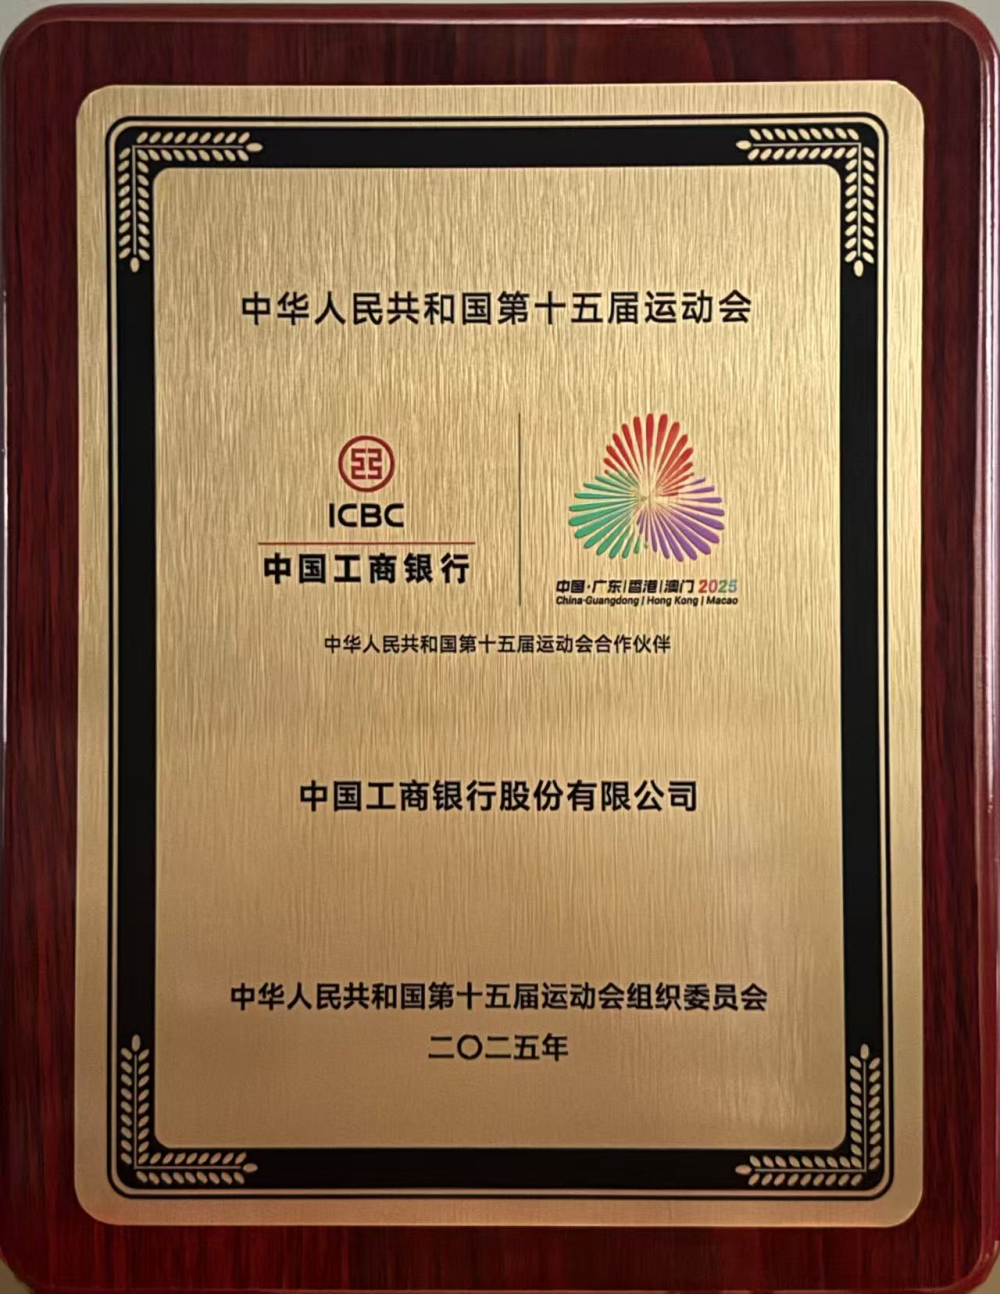 中华人民共和国第十五届运动会
ICBC
中国工商银行
中国·广东|香港|澳门 2025
China·Guangdong | Hong Kong | Macao
中华人民共和国第十五届运动会合作伙伴
中国工商银行股份有限公司
中华人民共和国第十五届运动会组织委员会
二〇二五年